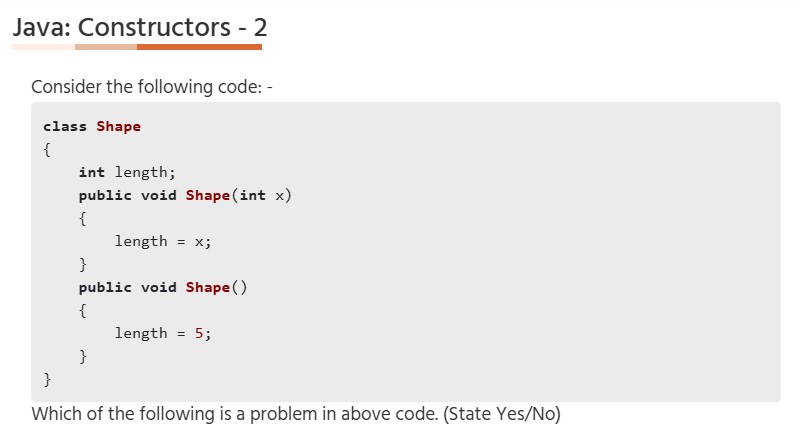 Java: Constructors - 2
Consider the following code: -
class Shape
{
    int length;
    public void Shape(int x)
    {
        length = x;
    }
    public void Shape()
    {
        length = 5;
    }
}
Which of the following is a problem in above code. (State Yes/No)